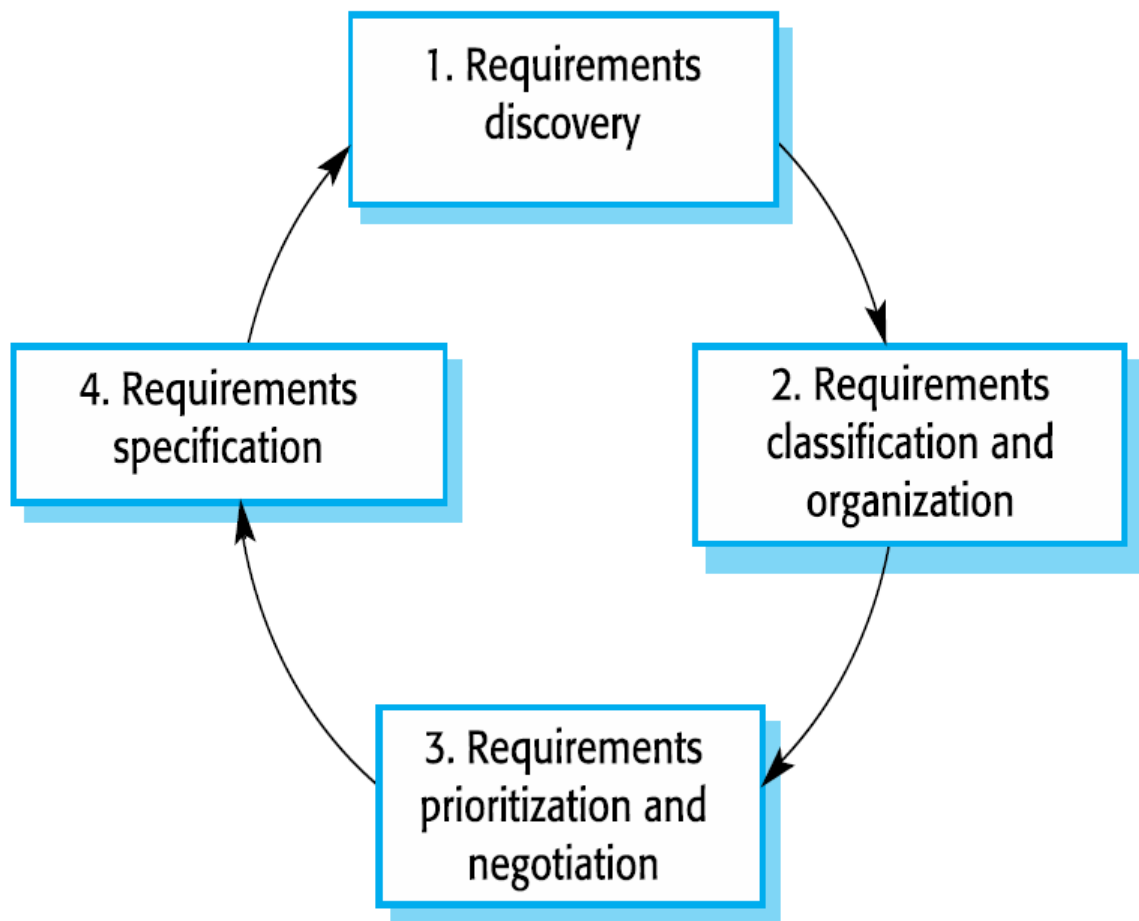 1. Requirements
discovery
2. Requirements
classification and
organization
3. Requirements
prioritization and
negotiation
4. Requirements
specification